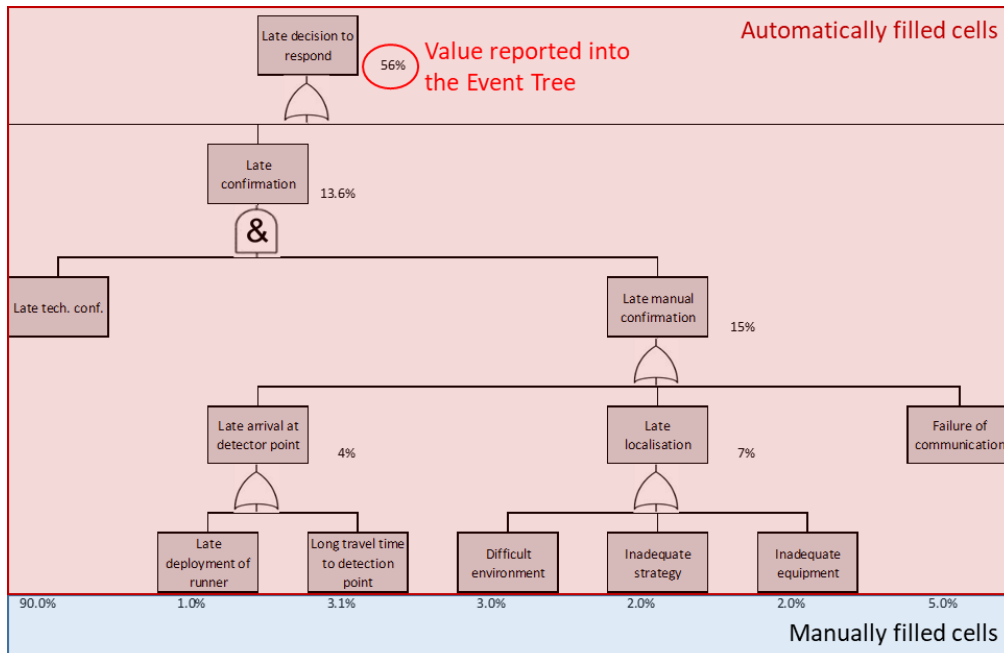 Automatically filled cells
Late decision to
respond
56%
Value reported into
the Event Tree
Late
confirmation
13.6%
&
Late tech. conf.
Late manual
confirmation
15%
Late arrival at
detector point
4%
Late
localisation
7%
Failure of
communication
Late
deployment of
runner
Long travel time
to detection
point
Difficult
environment
Inadequate
strategy
Inadequate
equipment
90.0% 1.0% 3.1% 3.0% 2.0% 2.0% 5.0%
Manually filled cells